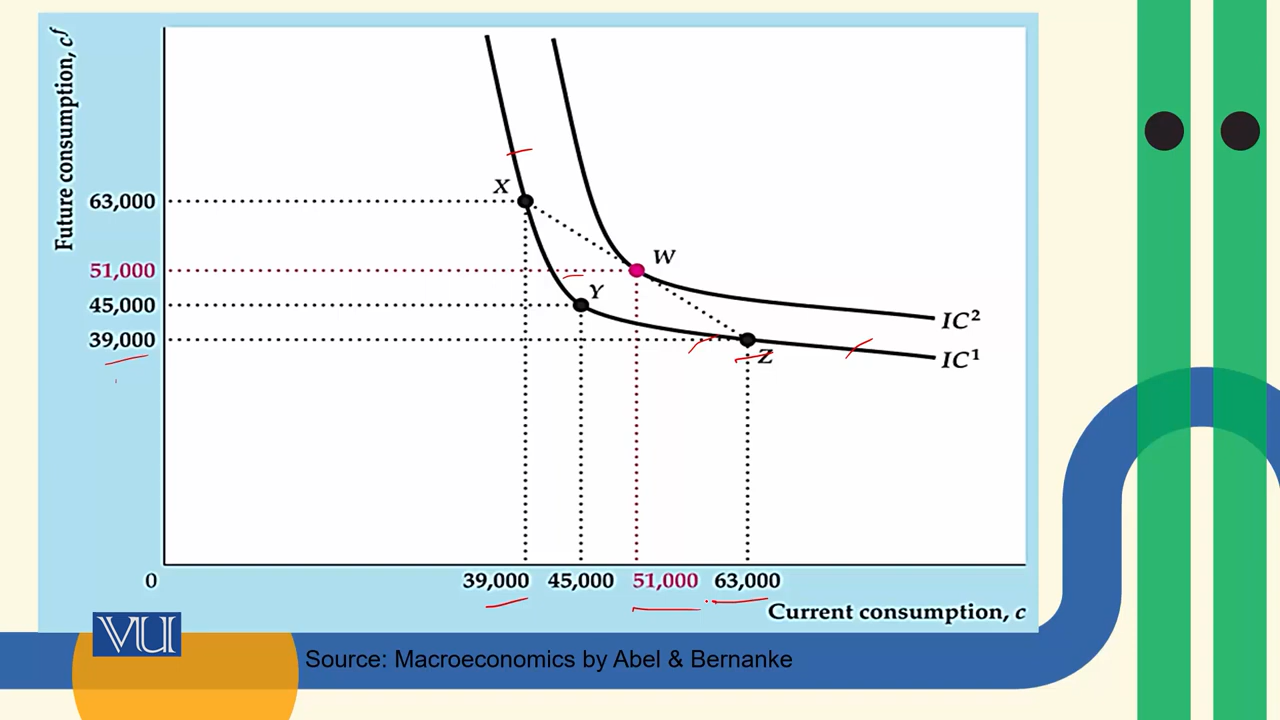 Future consumption, cᶠ
X
63,000
W
51,000
Y
45,000
IC²
39,000
Z
IC¹
0
39,000 45,000 51,000 63,000
Current consumption, c
VU
Source: Macroeconomics by Abel & Bernanke